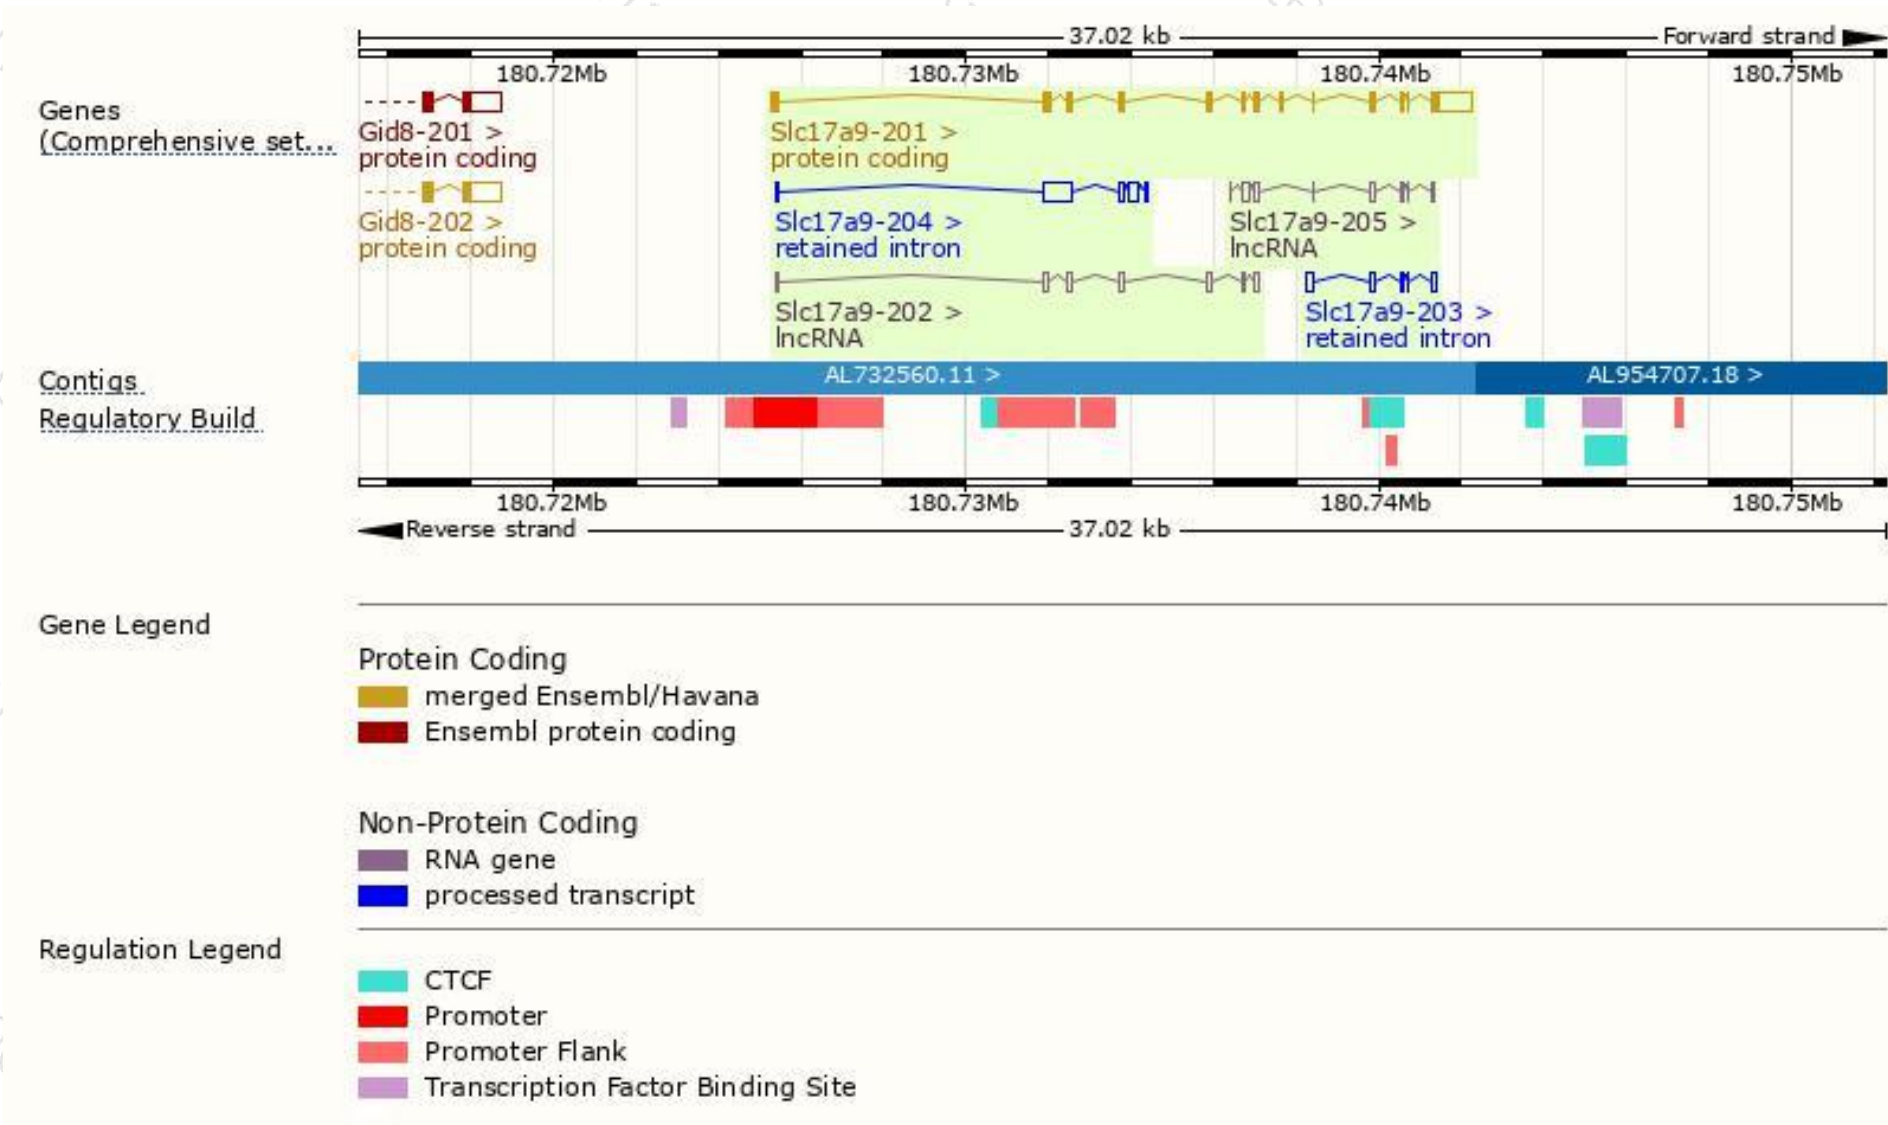 37.02 kb
Forward strand
180.72Mb 180.73Mb 180.74Mb 180.75Mb
Genes
(Comprehensive set...
Gid8-201 >
protein coding
Slc17a9-201 >
protein coding
Gid8-202 >
protein coding
Slc17a9-204 >
retained intron
Slc17a9-205 >
lncRNA
Slc17a9-202 >
lncRNA
Slc17a9-203 >
retained intron
Contigs
AL732560.11 >
AL954707.18 >
Regulatory Build
180.72Mb 180.73Mb 180.74Mb 180.75Mb
Reverse strand
37.02 kb
Gene Legend
Protein Coding
merged Ensembl/Havana
Ensembl protein coding
Non-Protein Coding
RNA gene
processed transcript
Regulation Legend
CTCF
Promoter
Promoter Flank
Transcription Factor Binding Site